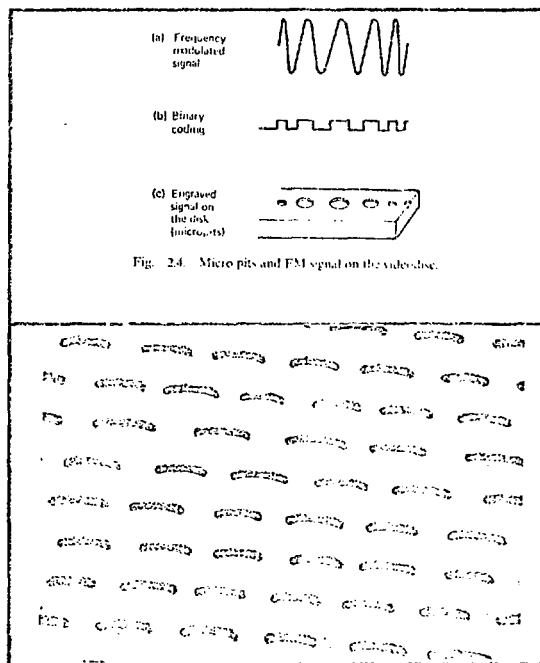 (a) Frequency
modulated
signal
(b) Binary
coding
(c) Engraved
signal on
the disk
(micropits)
Fig. 2.4. Micro pits and FM signal on the videodisc.